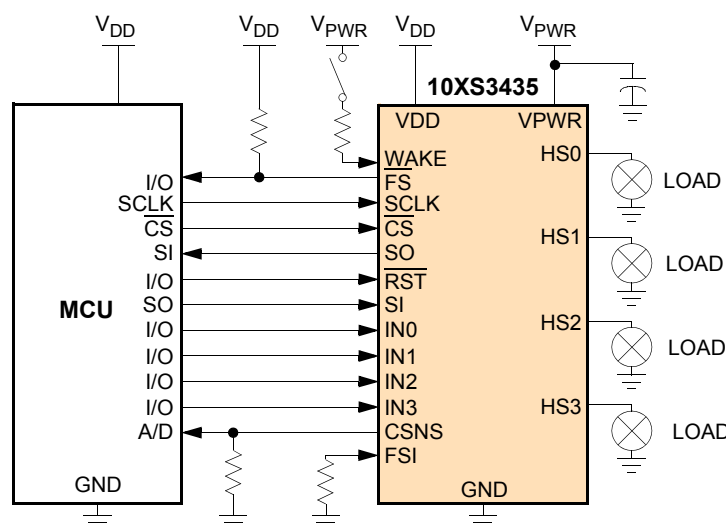 VDD VDD VPWR VDD VPWR
10XS3435
VDD VPWR
WAKE HS0
I/O FS LOAD
SCLK SCLK
CS CS HS1
SI SO LOAD
I/O RST
MCU SO SI
I/O IN0 HS2
I/O IN1 LOAD
I/O IN2
I/O IN3 HS3
A/D CSNS LOAD
FSI
GND GND